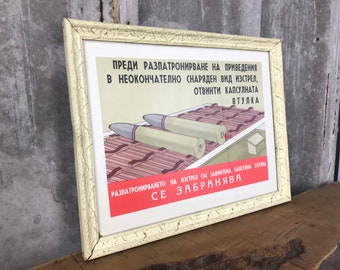 ПРЕДИ РАЗПАТРОНИРВАНЕ НА ПРИВЕДЕНИЯ
В НЕОКОНЧАТЕЛНО СНАРЯДЕН ВИД ИЗСТРЕЛ,
ОТВИНТИ КАПСУЛНАТА
ВТУЛКА
РАЗПАТРОНИРВАНЕТО НА ИЗСТРЕЛ СЪС ЗАВИНТЕНА КАПСУЛНА ВТУЛКА
СЕ ЗАБРАНЯВА